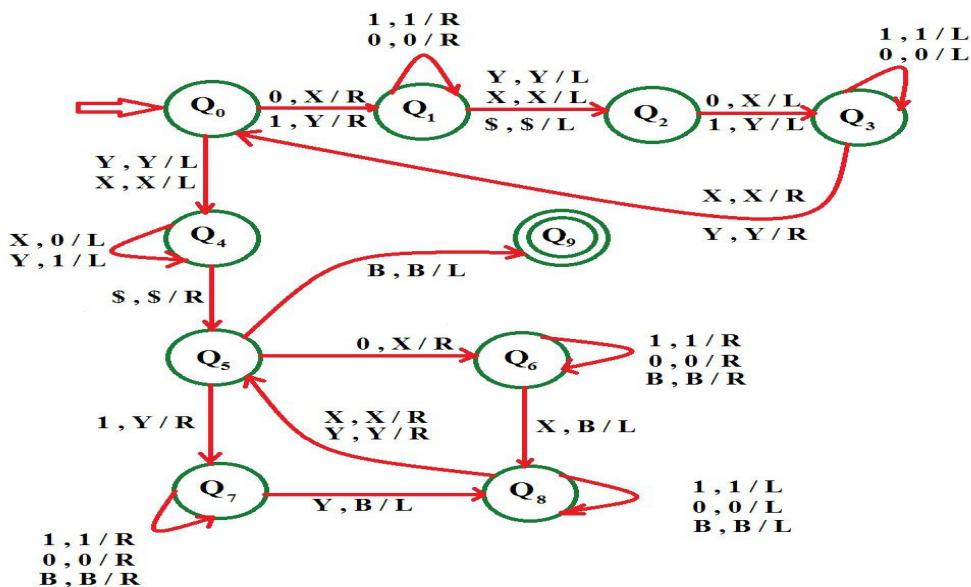 1 , 1 / R
0 , 0 / R
1 , 1 / L
0 , 0 / L
Q0
0 , X / R
1 , Y / R
Q1
Y , Y / L
X , X / L
$ , $ / L
Q2
0 , X / L
1 , Y / L
Q3
Y , Y / L
X , X / L
X , X / R
Y , Y / R
Q4
X , 0 / L
Y , 1 / L
Q9
B , B / L
$ , $ / R
Q5
0 , X / R
Q6
1 , 1 / R
0 , 0 / R
B , B / R
1 , Y / R
X , X / R
Y , Y / R
X , B / L
Q7
Y , B / L
Q8
1 , 1 / L
0 , 0 / L
B , B / L
1 , 1 / R
0 , 0 / R
B , B / R